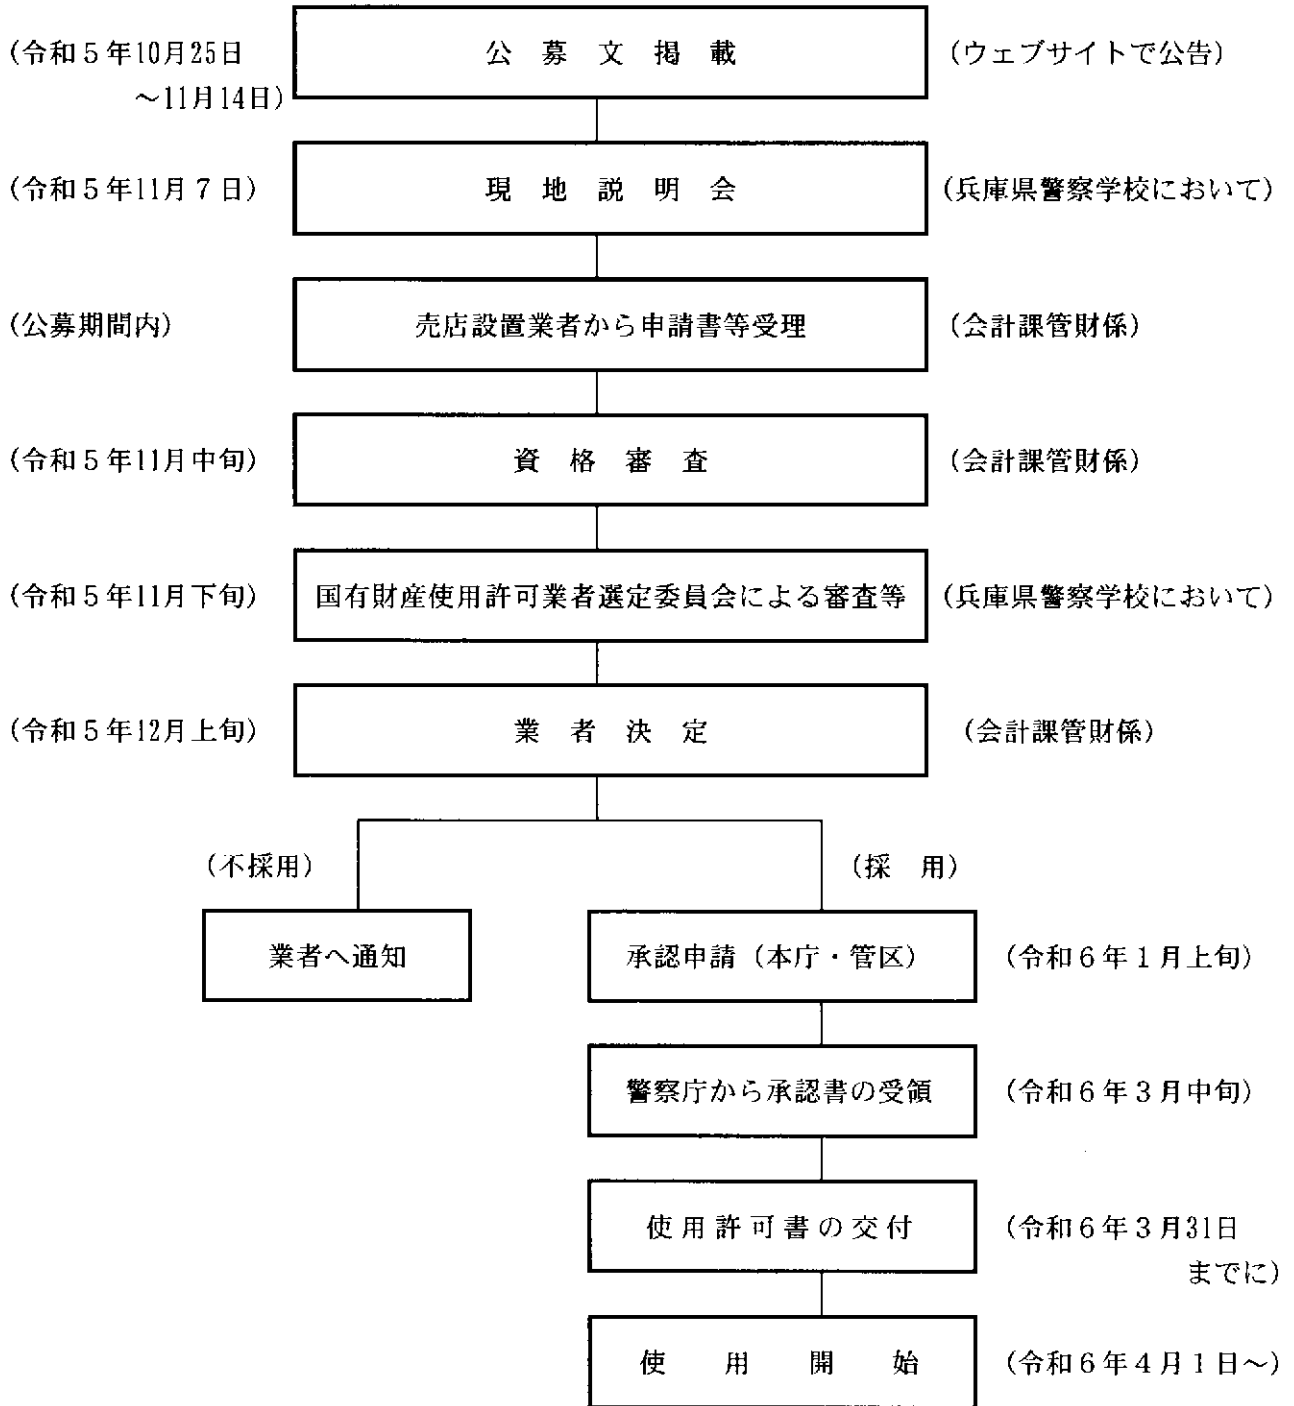 (令和5年10月25日 公募文掲載 (ウェブサイトで公告)
～11月14日)
(令和5年11月7日) 現地説明会 (兵庫県警察学校において)
(公募期間内) 売店設置業者から申請書等受理 (会計課管財係)
(令和5年11月中旬) 資格審査 (会計課管財係)
(令和5年11月下旬) 国有財産使用許可業者選定委員会による審査等 (兵庫県警察学校において)
(令和5年12月上旬) 業者決定 (会計課管財係)
(不採用) (採 用)
業者へ通知 承認申請（本庁・管区） (令和6年1月上旬)
警察庁から承認書の受領 (令和6年3月中旬)
使用許可書の交付 (令和6年3月31日
までに)
使用開始 (令和6年4月1日～)